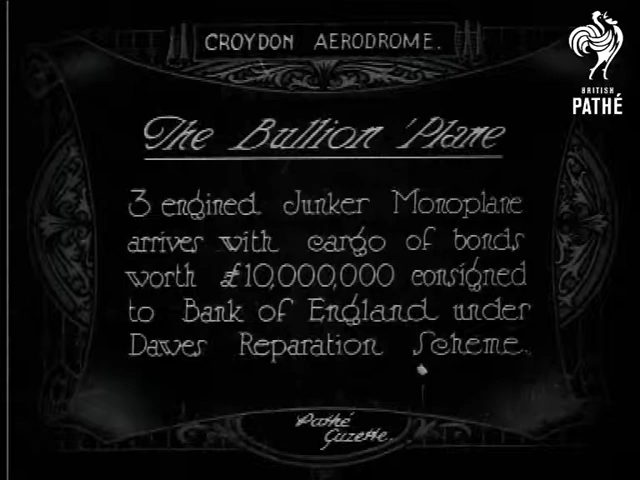 CROYDON AERODROME.
BRITISH
PATHÉ
The Bullion 'Plane
3 engined Junker Monoplane
arrives with cargo of bonds
worth £10,000,000 consigned
to Bank of England under
Dawes Reparation Scheme.
Pathé
Gazette.